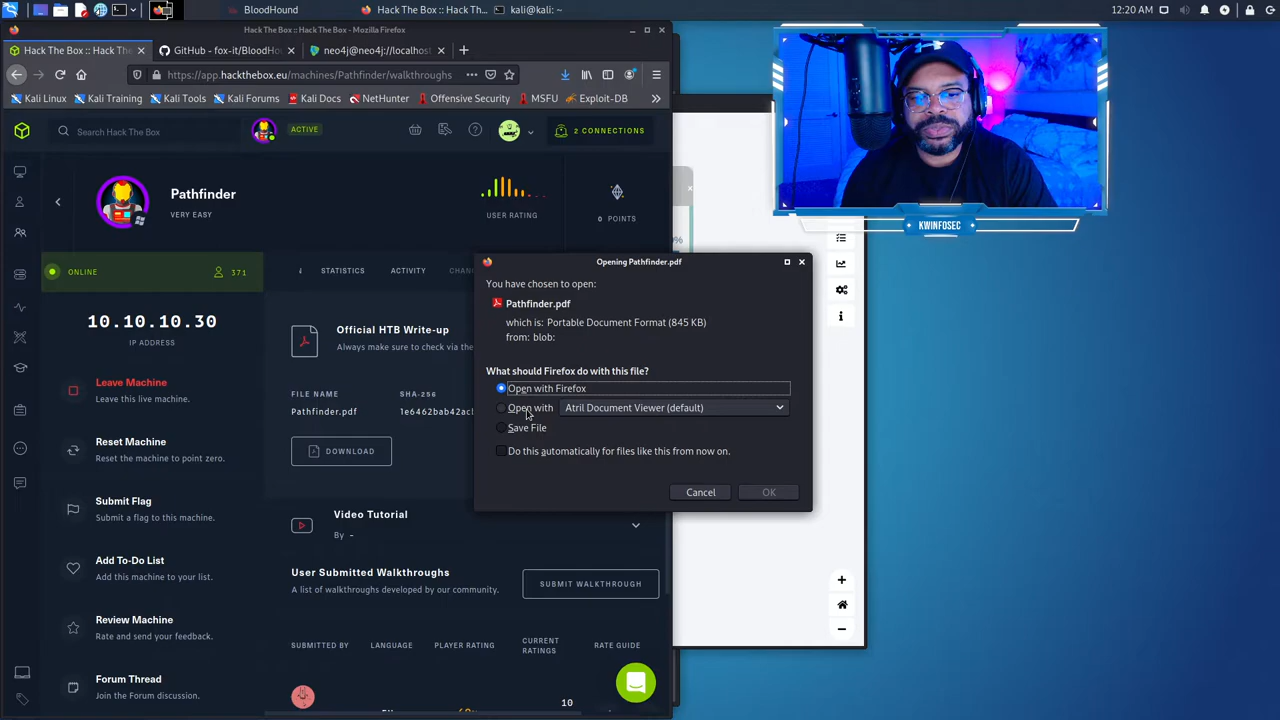 BloodHound
Hack The Box :: Hack Th...
kali@kali: ~
12:20 AM
Hack The Box :: Hack The Box - Mozilla Firefox
Hack The Box :: Hack The
GitHub - fox-it/BloodHou
neo4j@neo4j://localhost
https://app.hackthebox.eu/machines/Pathfinder/walkthroughs
Kali Linux
Kali Training
Kali Tools
KaliForums
Kali Docs
NetHunter
Offensive Security
MSFU
Exploit-DB
Search Hack The Box
ACTIVE
2 CONNECTIONS
Pathfinder
VERY EASY
USER RATING
0 POINTS
ONLINE
371
STATISTICS
ACTIVITY
10.10.10.30
IP ADDRESS
Official HTB Write-up
Always make sure to check via the
FILE NAME
SHA-256
Pathfinder.pdf
DOWNLOAD
Leave Machine
Leave this live machine.
Reset Machine
Reset the machine to point zero.
Submit Flag
Submit a flag to this machine.
Add To-Do List
Add this machine to your list.
Review Machine
Rate and send your feedback.
Forum Thread
Join the Forum discussion.
Video Tutorial
By -
User Submitted Walkthroughs
A list of walkthroughs developed by our community.
SUBMIT WALKTHROUGH
SUBMITTED BY
LANGUAGE
PLAYER RATING
CURRENT
RATINGS
RATE GUIDE
10
Opening Pathfinder.pdf
You have chosen to open:
Pathfinder.pdf
which is: Portable Document Format (845 KB)
from: blob:
What should Firefox do with this file?
Open with Firefox
Open with
Atril Document Viewer (default)
Save File
Do this automatically for files like this from now on.
Cancel
OK
KWINFOSEC